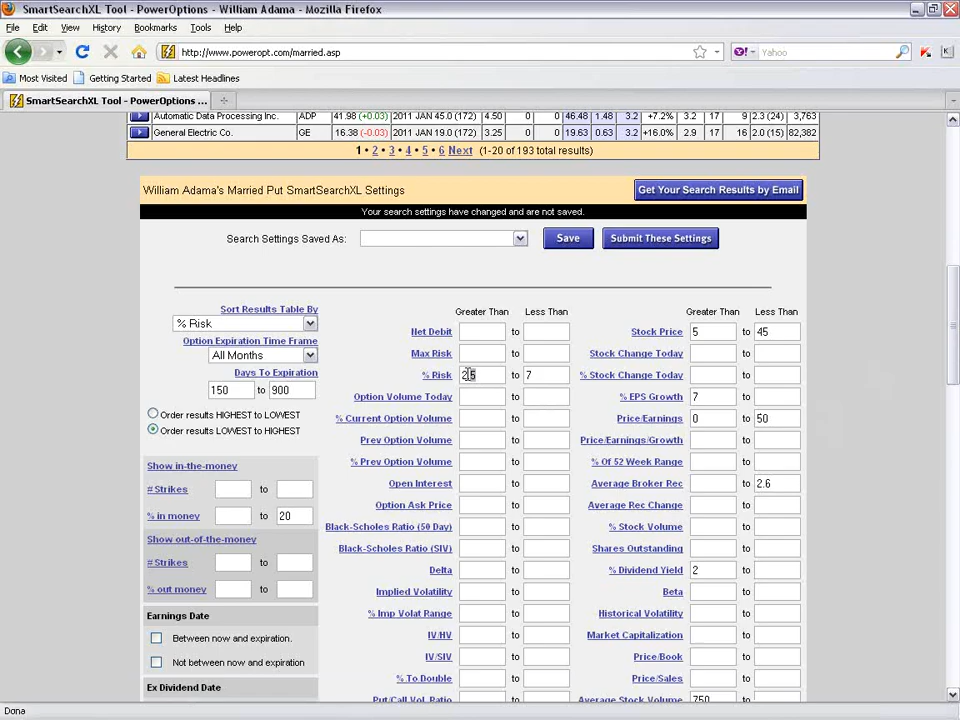 SmartSearchXL Tool - PowerOptions - William Adama - Mozilla Firefox
File Edit View History Bookmarks Tools Help
http://www.poweropt.com/married.asp
Yahoo
Most Visited Getting Started Latest Headlines
SmartSearchXL Tool - PowerOptions ...
Automatic Data Processing Inc. ADP 41.98 (+0.03) 2011 JAN 45.0 (172) 4.50 0 0 46.48 1.48 3.2 +7.2% 3.2 17 9 2.3 (24) 3,763
General Electric Co. GE 16.38 (-0.03) 2011 JAN 19.0 (172) 3.25 0 0 19.63 0.63 3.2 +16.0% 2.9 17 16 2.0 (15) 82,382
1 • 2 • 3 • 4 • 5 • 6 Next (1-20 of 193 total results)
William Adama's Married Put SmartSearchXL Settings Get Your Search Results by Email
Your search settings have changed and are not saved.
Search Settings Saved As: Save Submit These Settings
Greater Than Less Than Greater Than Less Than
Sort Results Table By
% Risk
Option Expiration Time Frame
All Months
Days To Expiration
150 to 900
Order results HIGHEST to LOWEST
Order results LOWEST to HIGHEST
Show in-the-money
# Strikes to
% in money to 20
Show out-of-the-money
# Strikes to
% out money to
Earnings Date
Between now and expiration.
Not between now and expiration
Ex Dividend Date
Net Debit to
Max Risk to
% Risk 2.5 to 7
Option Volume Today to
% Current Option Volume to
Prev Option Volume to
% Prev Option Volume to
Open Interest to
Option Ask Price to
Black-Scholes Ratio (50 Day) to
Black-Scholes Ratio (SIV) to
Delta to
Implied Volatility to
% Imp Volat Range to
IV/HV to
IV/SIV to
% To Double to
Put/Call Vol. Ratio to
Stock Price 5 to 45
Stock Change Today to
% Stock Change Today to
% EPS Growth 7 to
Price/Earnings 0 to 50
Price/Earnings/Growth to
% Of 52 Week Range to
Average Broker Rec to 2.6
Average Rec Change to
% Stock Volume to
Shares Outstanding to
% Dividend Yield 2 to
Beta to
Historical Volatility to
Market Capitalization to
Price/Book to
Price/Sales to
Average Stock Volume 750 to
Done